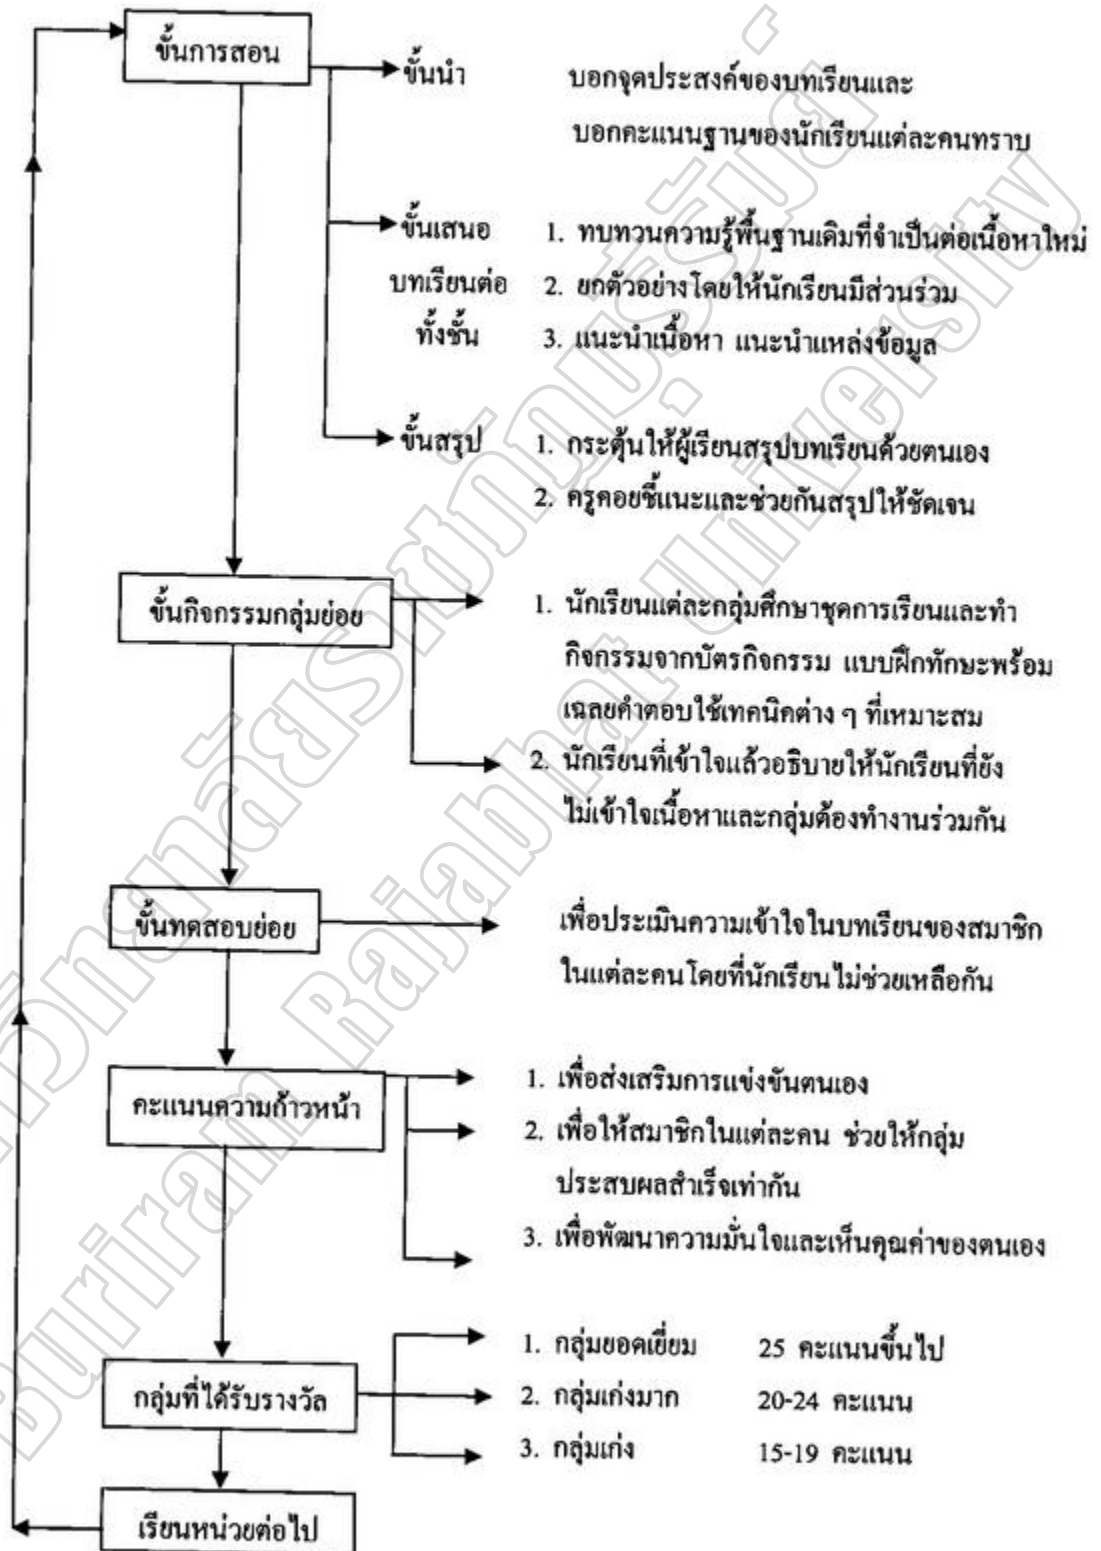 ขั้นการสอน
ขั้นนำ
บอกจุดประสงค์ของบทเรียนและ
บอกคะแนนฐานของนักเรียนแต่ละคนทราบ
ขั้นเสนอ
บทเรียนต่อ
ทั้งชั้น
1. ทบทวนความรู้พื้นฐานเดิมที่จำเป็นต่อเนื้อหาใหม่
2. ยกตัวอย่างโดยให้นักเรียนมีส่วนร่วม
3. แนะนำเนื้อหา แนะนำแหล่งข้อมูล
ขั้นสรุป
1. กระตุ้นให้ผู้เรียนสรุปบทเรียนด้วยตนเอง
2. ครูคอยชี้แนะและช่วยกันสรุปให้ชัดเจน
ขั้นกิจกรรมกลุ่มย่อย
1. นักเรียนแต่ละกลุ่มศึกษาชุดการเรียนและทำ
กิจกรรมจากบัตรกิจกรรม แบบฝึกทักษะพร้อม
เฉลยคำตอบใช้เทคนิคต่าง ๆ ที่เหมาะสม
2. นักเรียนที่เข้าใจแล้วอธิบายให้นักเรียนที่ยัง
ไม่เข้าใจเนื้อหาและกลุ่มต้องทำงานร่วมกัน
ขั้นทดสอบย่อย
เพื่อประเมินความเข้าใจในบทเรียนของสมาชิก
ในแต่ละคนโดยที่นักเรียนไม่ช่วยเหลือกัน
คะแนนความก้าวหน้า
1. เพื่อส่งเสริมการแข่งขันตนเอง
2. เพื่อให้สมาชิกในแต่ละคน ช่วยให้กลุ่ม
ประสบผลสำเร็จเท่ากัน
3. เพื่อพัฒนาความมั่นใจและเห็นคุณค่าของตนเอง
กลุ่มที่ได้รับรางวัล
1. กลุ่มยอดเยี่ยม 25 คะแนนขึ้นไป
2. กลุ่มเก่งมาก 20-24 คะแนน
3. กลุ่มเก่ง 15-19 คะแนน
เรียนหน่วยต่อไป
Buriram Rajabhat University